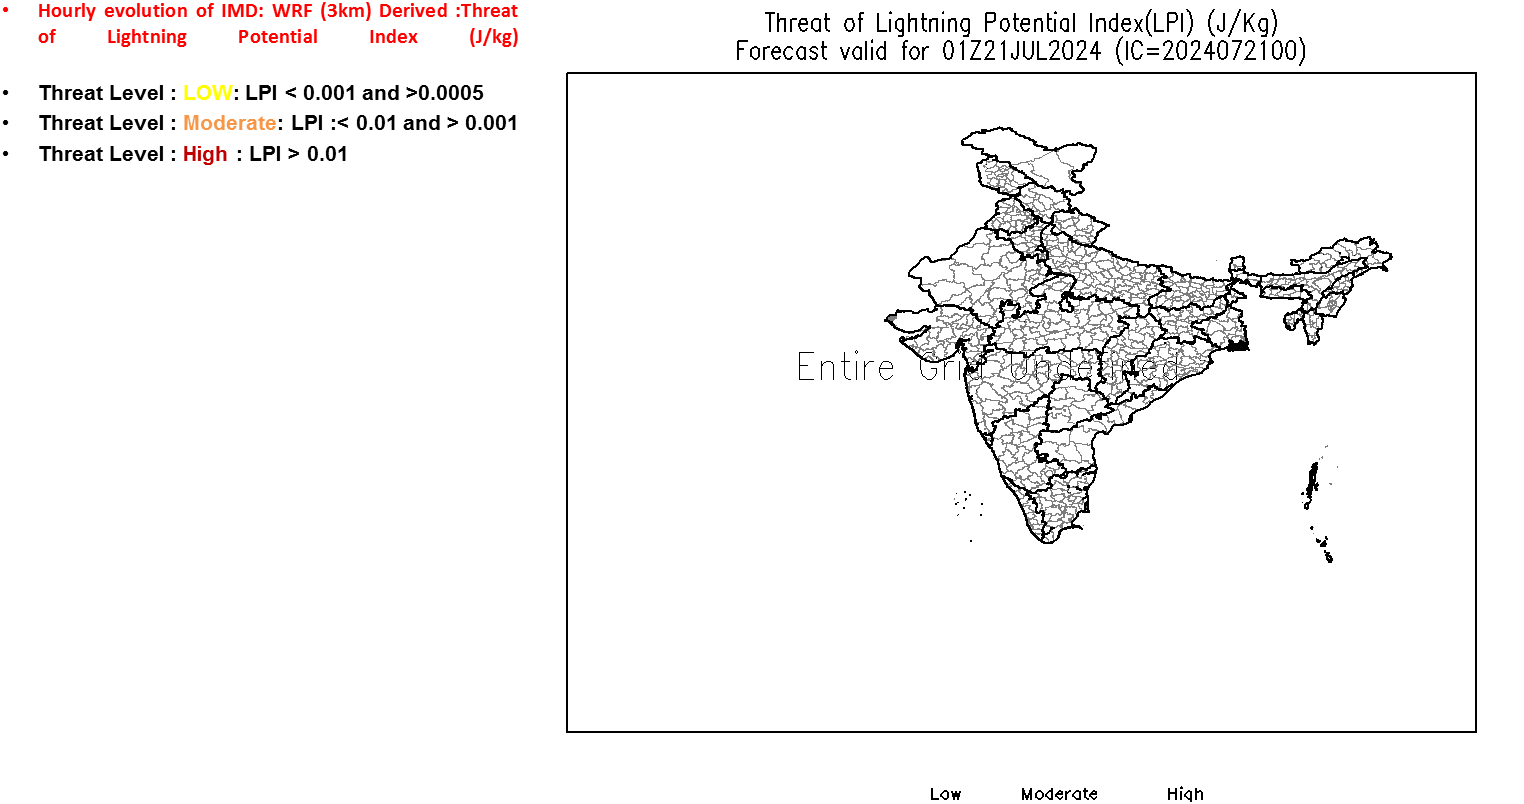 • Hourly evolution of IMD: WRF (3km) Derived :Threat
of Lightning Potential Index (J/kg)
• Threat Level : LOW: LPI < 0.001 and >0.0005
• Threat Level : Moderate: LPI :< 0.01 and > 0.001
• Threat Level : High : LPI > 0.01
Threat of Lightning Potential Index(LPI) (J/Kg)
Forecast valid for 01Z21JUL2024 (IC=2024072100)
Entire Grid Undefined
Low Moderate High